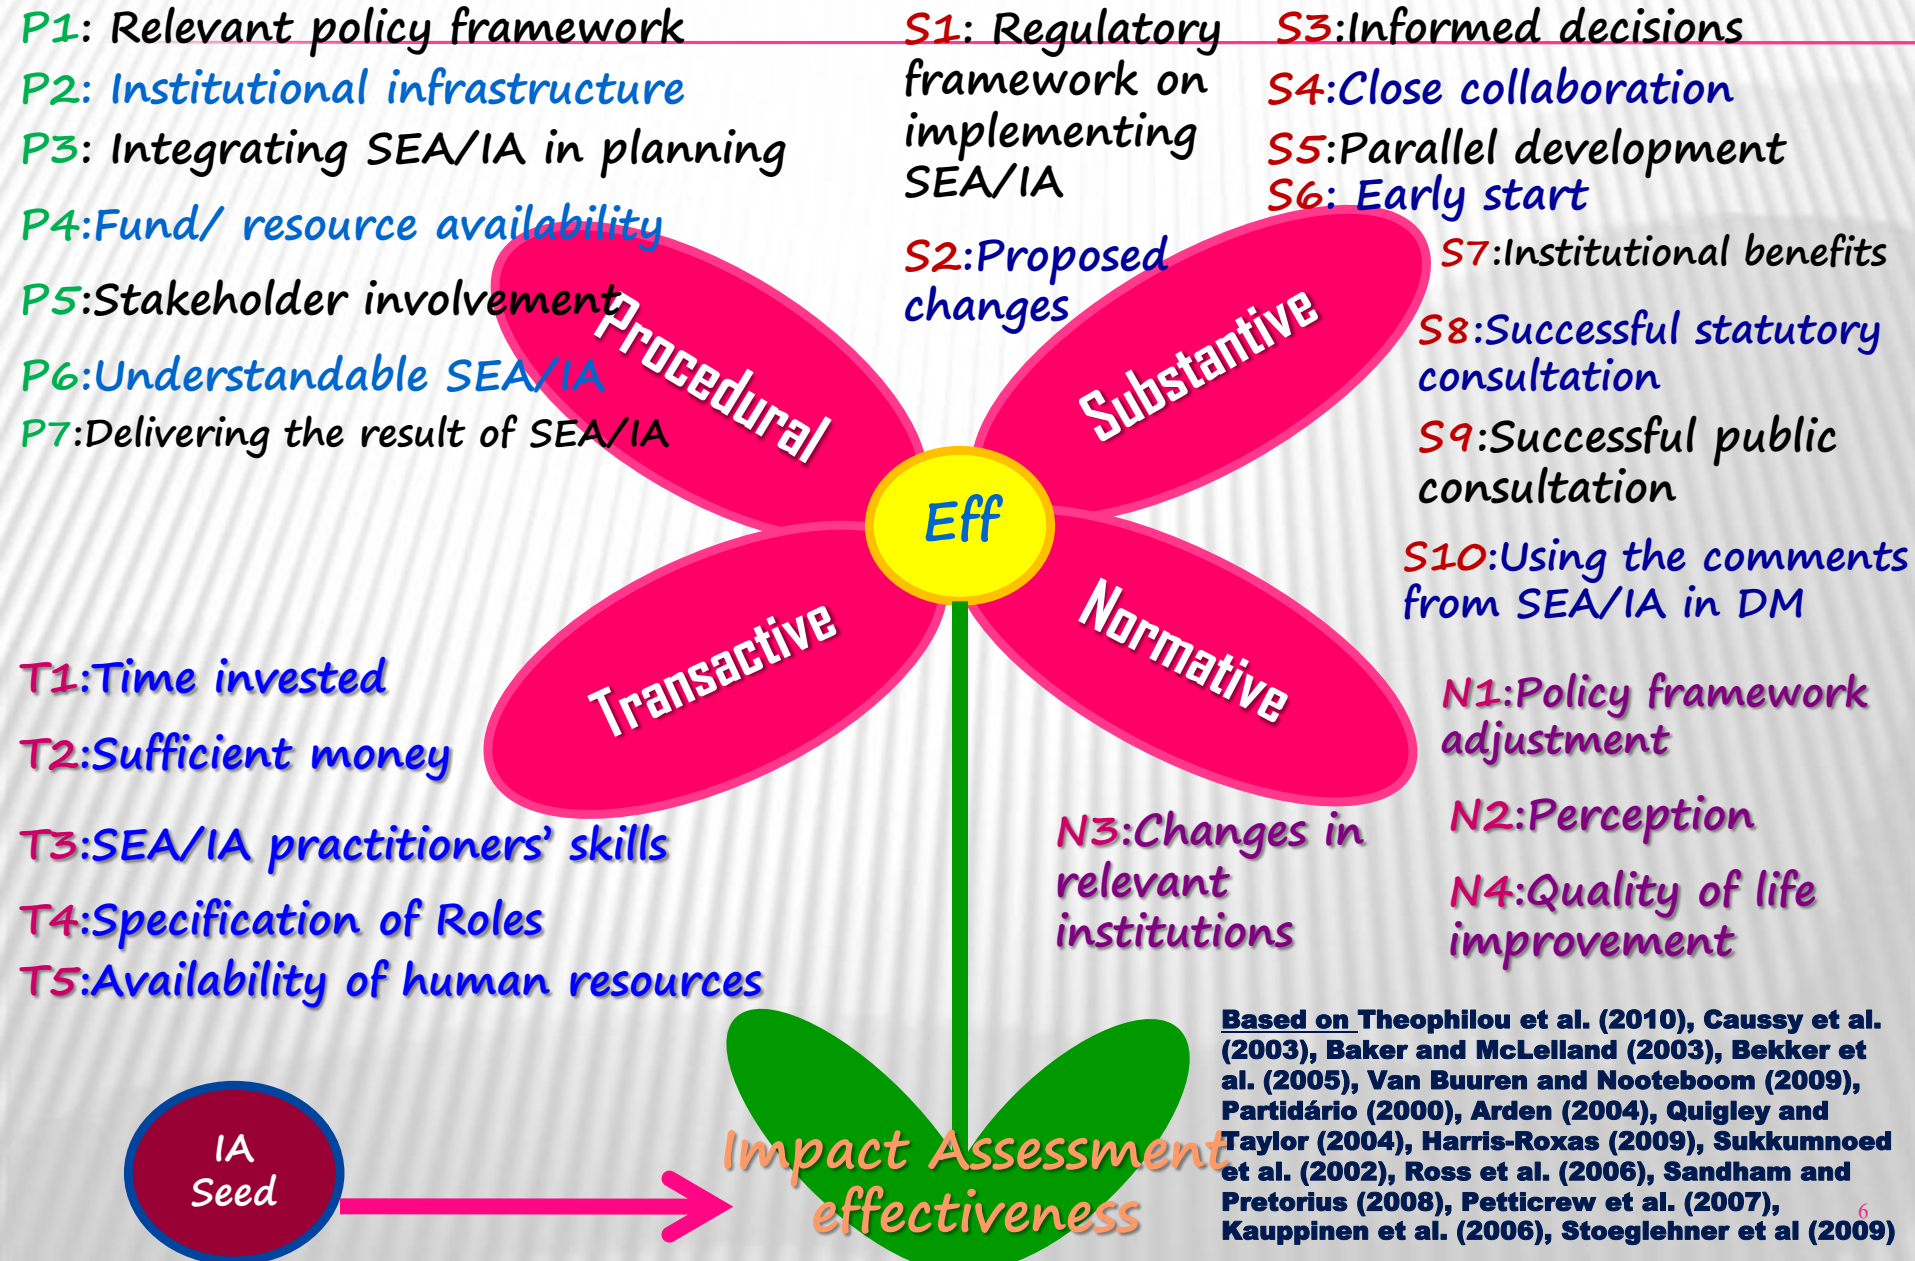 P1: Relevant policy framework
P2: Institutional infrastructure
P3: Integrating SEA/IA in planning
P4:Fund/ resource availability
P5:Stakeholder involvement
P6:Understandable SEA/IA
P7:Delivering the result of SEA/IA
S1: Regulatory
framework on
implementing
SEA/IA
S2:Proposed
changes
S3:Informed decisions
S4:Close collaboration
S5:Parallel development
S6: Early start
S7:Institutional benefits
S8:Successful statutory
consultation
S9:Successful public
consultation
S10:Using the comments
from SEA/IA in DM
Procedural
Substantive
Eff
Transactive
Normative
T1:Time invested
T2:Sufficient money
T3:SEA/IA practitioners’ skills
T4:Specification of Roles
T5:Availability of human resources
N1:Policy framework
adjustment
N2:Perception
N3:Changes in
relevant
institutions
N4:Quality of life
improvement
IA
Seed
Impact Assessment
effectiveness
Based on Theophilou et al. (2010), Caussy et al.
(2003), Baker and McLelland (2003), Bekker et
al. (2005), Van Buuren and Nooteboom (2009),
Partidário (2000), Arden (2004), Quigley and
Taylor (2004), Harris-Roxas (2009), Sukkumnoed
et al. (2002), Ross et al. (2006), Sandham and
Pretorius (2008), Petticrew et al. (2007),
Kauppinen et al. (2006), Stoeglehner et al (2009)
6